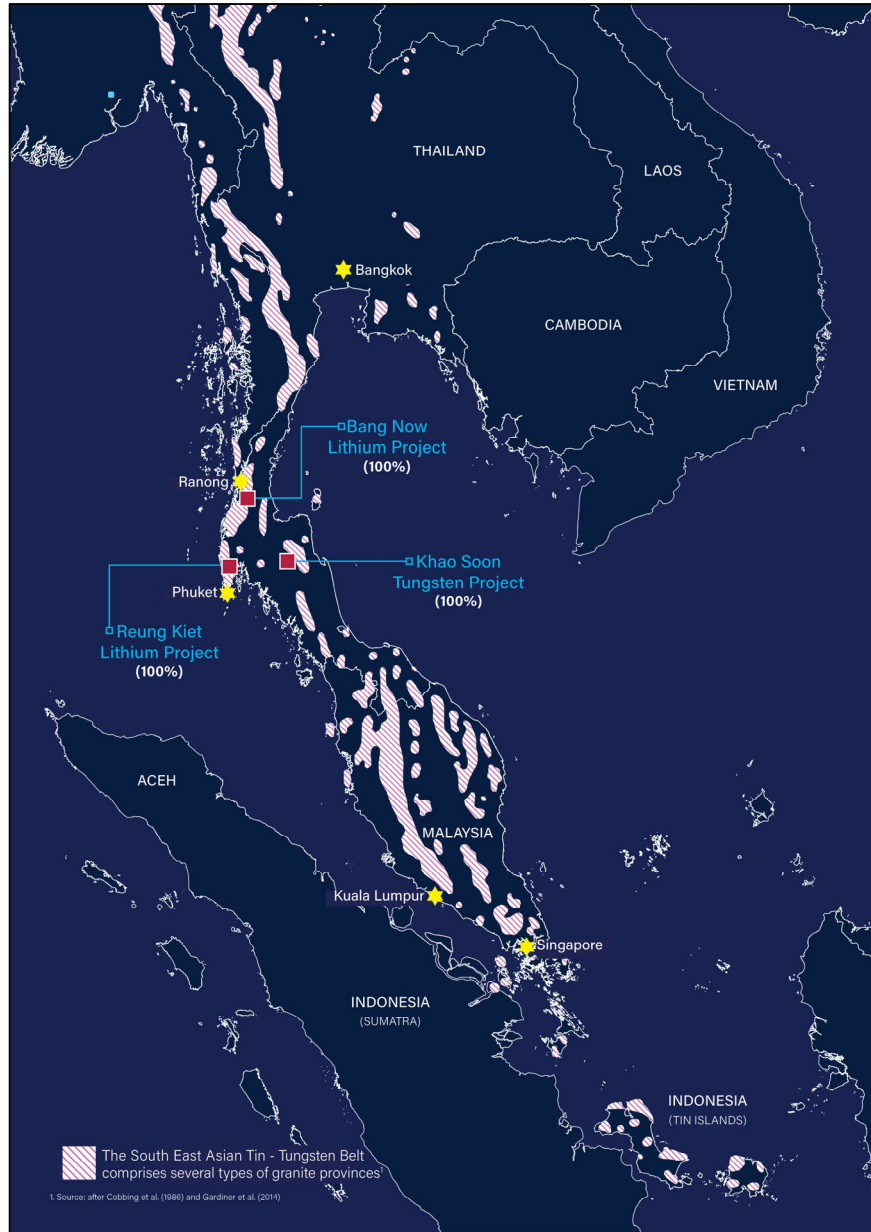 THAILAND
LAOS
Bangkok
CAMBODIA
VIETNAM
Bang Now
Lithium Project
(100%)
Ranong
Khao Soon
Tungsten Project
(100%)
Phuket
Reung Kiet
Lithium Project
(100%)
ACEH
MALAYSIA
Kuala Lumpur
Singapore
INDONESIA
(SUMATRA)
INDONESIA
(TIN ISLANDS)
The South East Asian Tin - Tungsten Belt
comprises several types of granite provinces¹
1. Source: after Cobbing et al. (1986) and Gardiner et al. (2014)